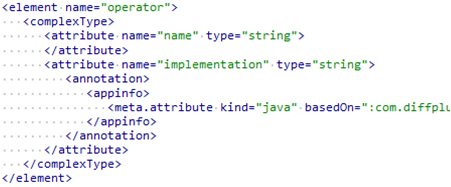 <element name="operator">
<complexType>
<attribute name="name" type="string">
</attribute>
<attribute name="implementation" type="string">
<annotation>
<appinfo>
<meta.attribute kind="java" basedOn=":com.diffplu
</appinfo>
</annotation>
</attribute>
</complexType>
</element>